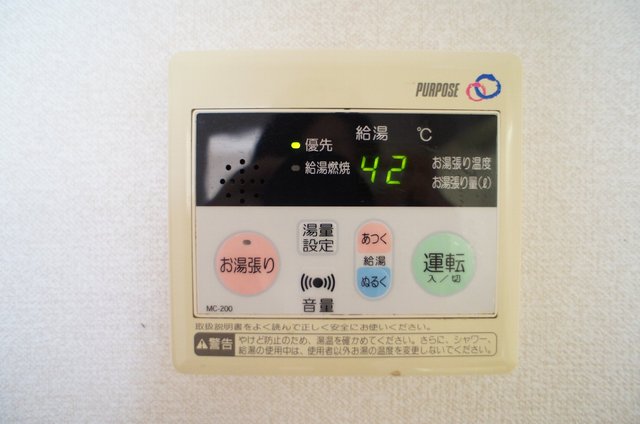 PURPOSE
給湯 ℃
優先
給湯燃焼
42
お湯張り温度
お湯張り量(ℓ)
お湯張り
湯量
設定
音量
あつく
給湯
ぬるく
運転
入／切
MC-200
取扱説明書をよく読んで正しく安全にお使いください。
警告
やけど防止のため、湯温を確かめてください。さらに、シャワー、
給湯の使用中は、使用者以外お湯の温度を変更しないでください。